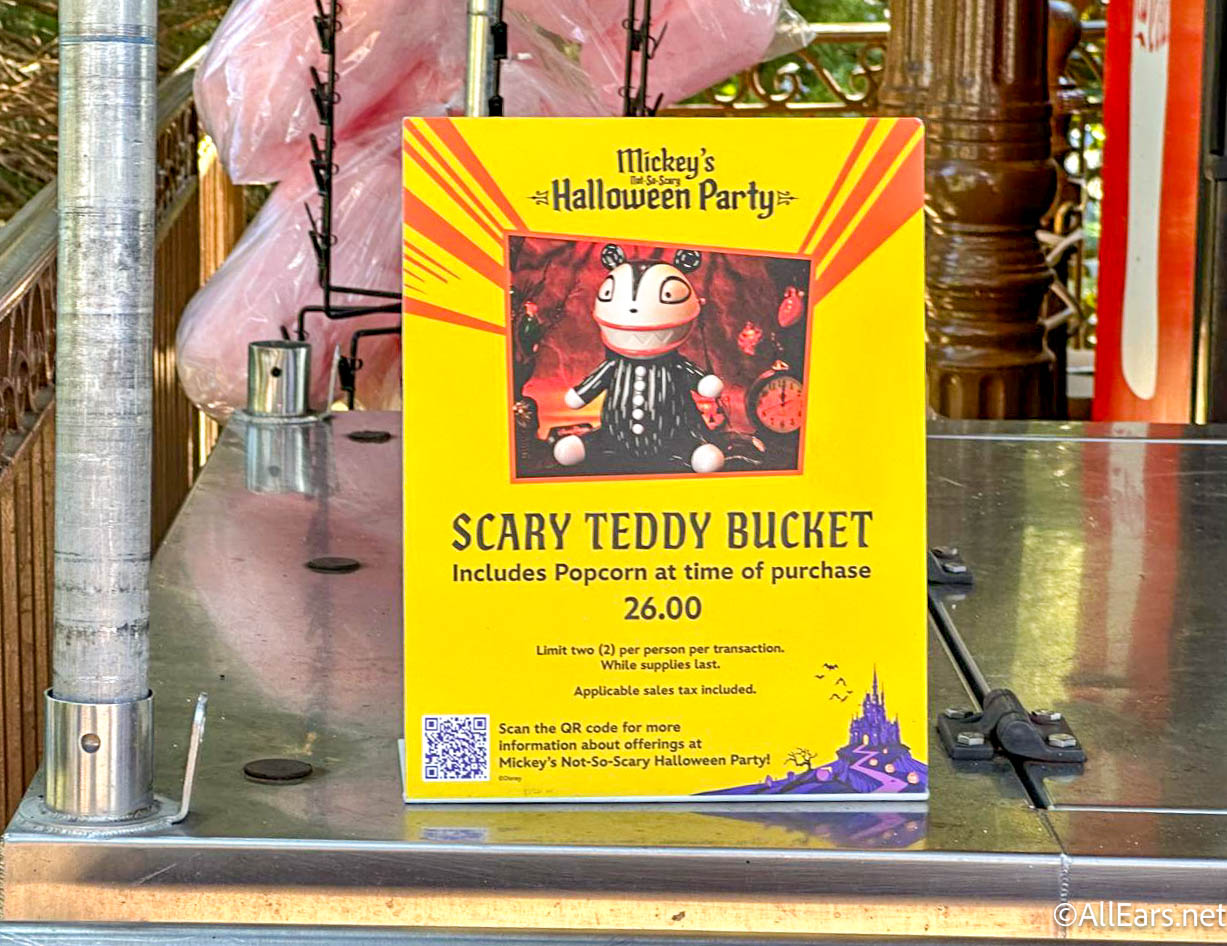 Mickey's
Not-So-Scary
Halloween Party
SCARY TEDDY BUCKET
Includes Popcorn at time of purchase
26.00
Limit two (2) per person per transaction.
While supplies last.
Applicable sales tax included.
Scan the QR code for more
information about offerings at
Mickey's Not-So-Scary Halloween Party!
©Disney
©AllEars.net